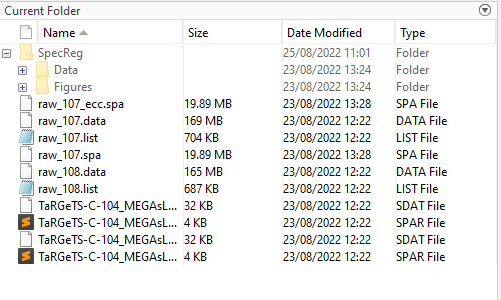 Current Folder
Name Size Date Modified Type
SpecReg 25/08/2022 11:01 Folder
Data 23/08/2022 13:24 Folder
Figures 23/08/2022 13:24 Folder
raw_107_ecc.spa 19.89 MB 23/08/2022 13:28 SPA File
raw_107.data 169 MB 23/08/2022 12:22 DATA File
raw_107.list 704 KB 23/08/2022 12:22 LIST File
raw_107.spa 19.89 MB 23/08/2022 13:28 SPA File
raw_108.data 165 MB 23/08/2022 12:22 DATA File
raw_108.list 687 KB 23/08/2022 12:22 LIST File
TaRGeTS-C-104_MEGAsL... 32 KB 23/08/2022 12:22 SDAT File
TaRGeTS-C-104_MEGAsL... 4 KB 23/08/2022 12:22 SPAR File
TaRGeTS-C-104_MEGAsL... 32 KB 23/08/2022 12:22 SDAT File
TaRGeTS-C-104_MEGAsL... 4 KB 23/08/2022 12:22 SPAR File